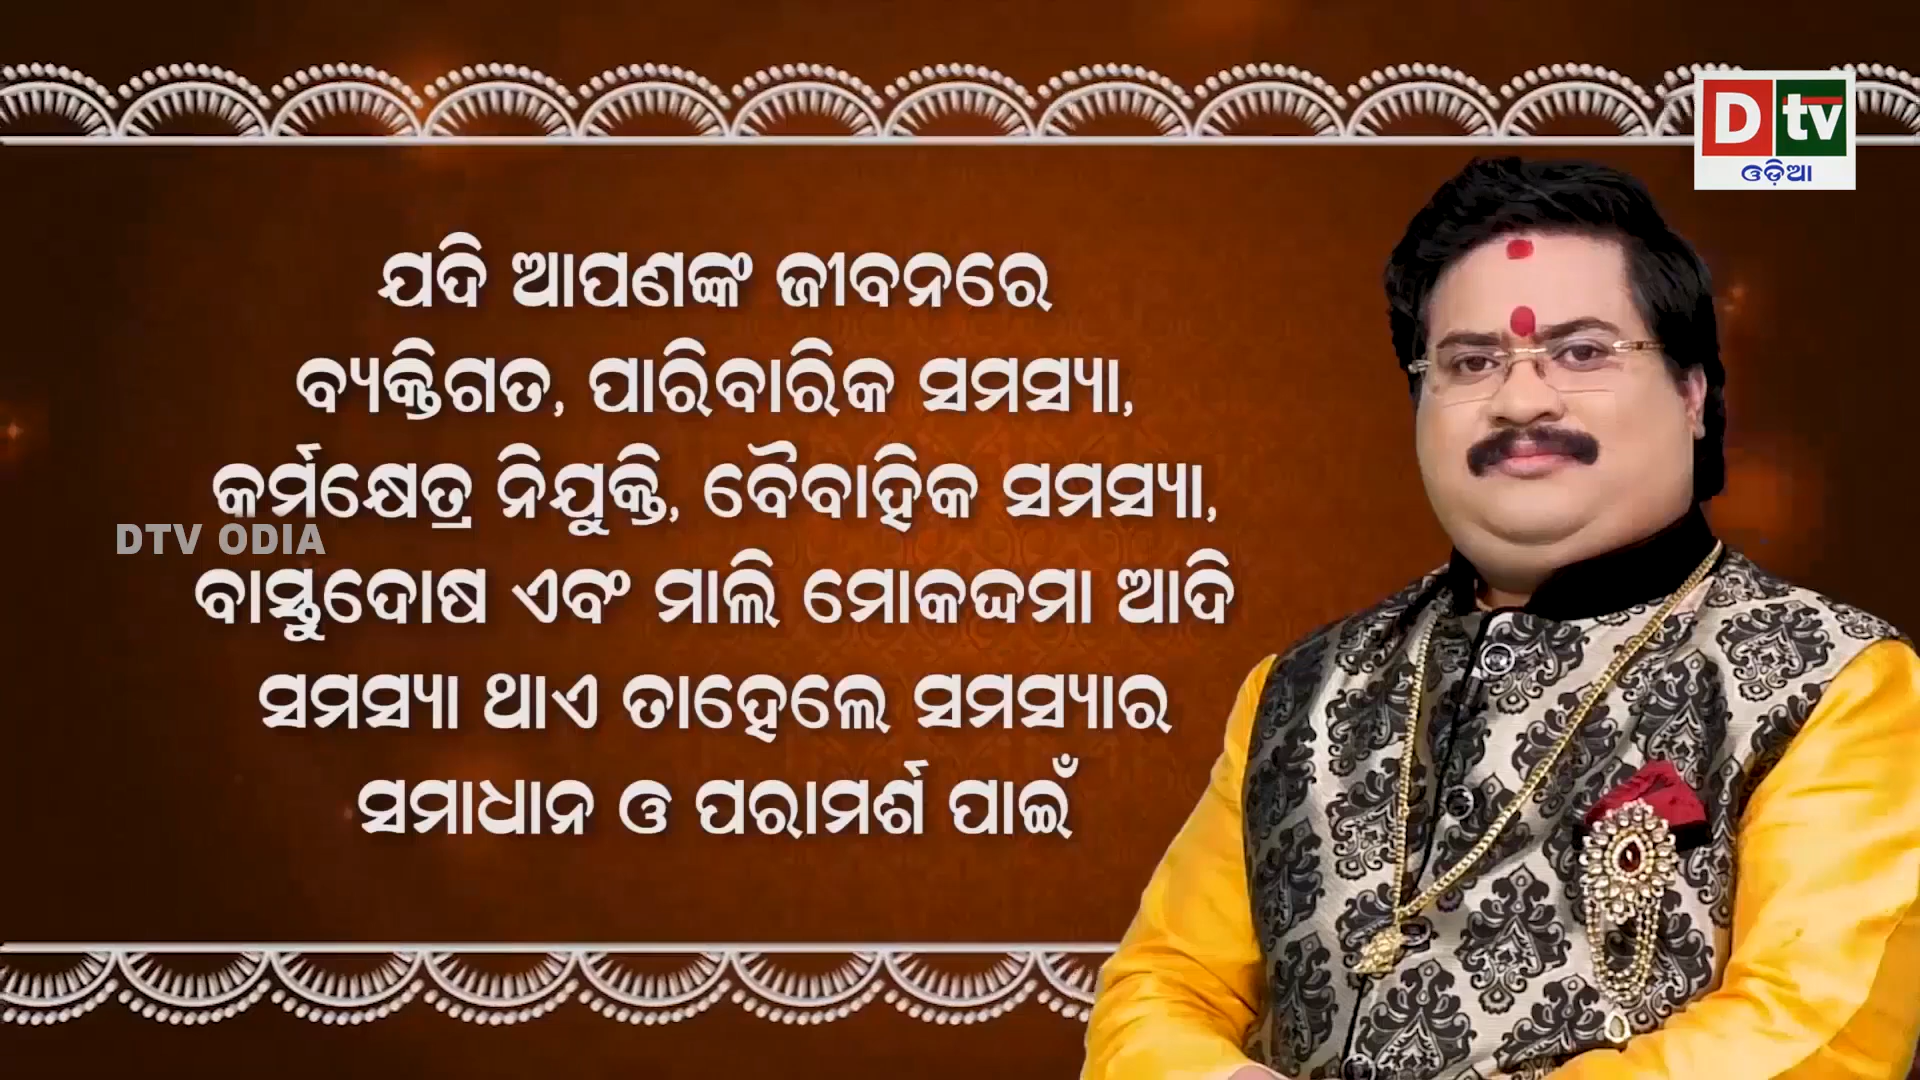 D tv
ଓଡ଼ିଆ
ଯଦି ଆପଣଙ୍କ ଜୀବନରେ
ବ୍ୟକ୍ତିଗତ, ପାରିବାରିକ ସମସ୍ୟା,
କର୍ମକ୍ଷେତ୍ର ନିଯୁକ୍ତି, ବୈବାହିକ ସମସ୍ୟା,
DTV ODIA
ବାସ୍ତୁଦୋଷ ଏବଂ ମାଲି ମୋକଦ୍ଦମା ଆଦି
ସମସ୍ୟା ଥାଏ ତାହେଲେ ସମସ୍ୟାର
ସମାଧାନ ଓ ପରାମର୍ଶ ପାଇଁ